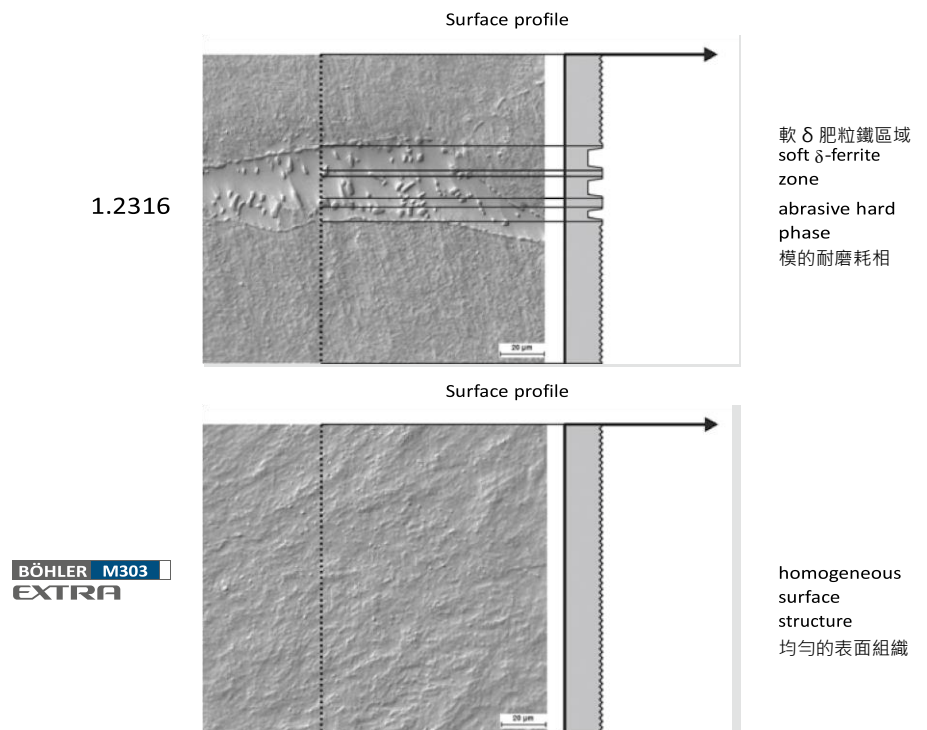 Surface profile
軟 δ 肥粒鐵區域
soft δ-ferrite
zone
1.2316
abrasive hard
phase
模的耐磨耗相
20 µm
Surface profile
BÖHLER M303
EXTRA
homogeneous
surface
structure
均勻的表面組織
20 µm